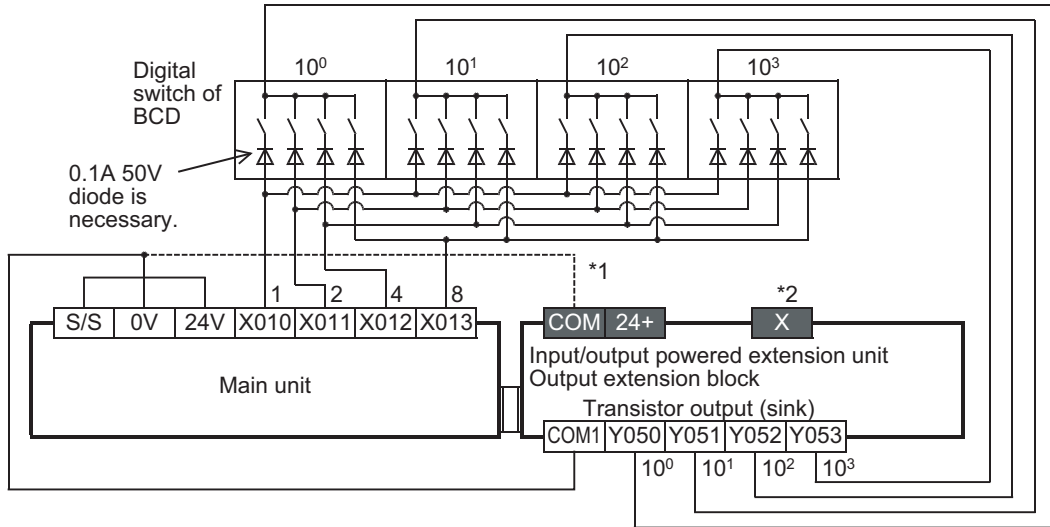 10⁰ 10¹ 10² 10³
Digital
switch of
BCD
0.1A 50V
diode is
necessary.
*1
*2
1 2 4 8
S/S 0V 24V X010 X011 X012 X013
COM 24+ X
Main unit
Input/output powered extension unit
Output extension block
Transistor output (sink)
COM1 Y050 Y051 Y052 Y053
10⁰ 10¹ 10² 10³